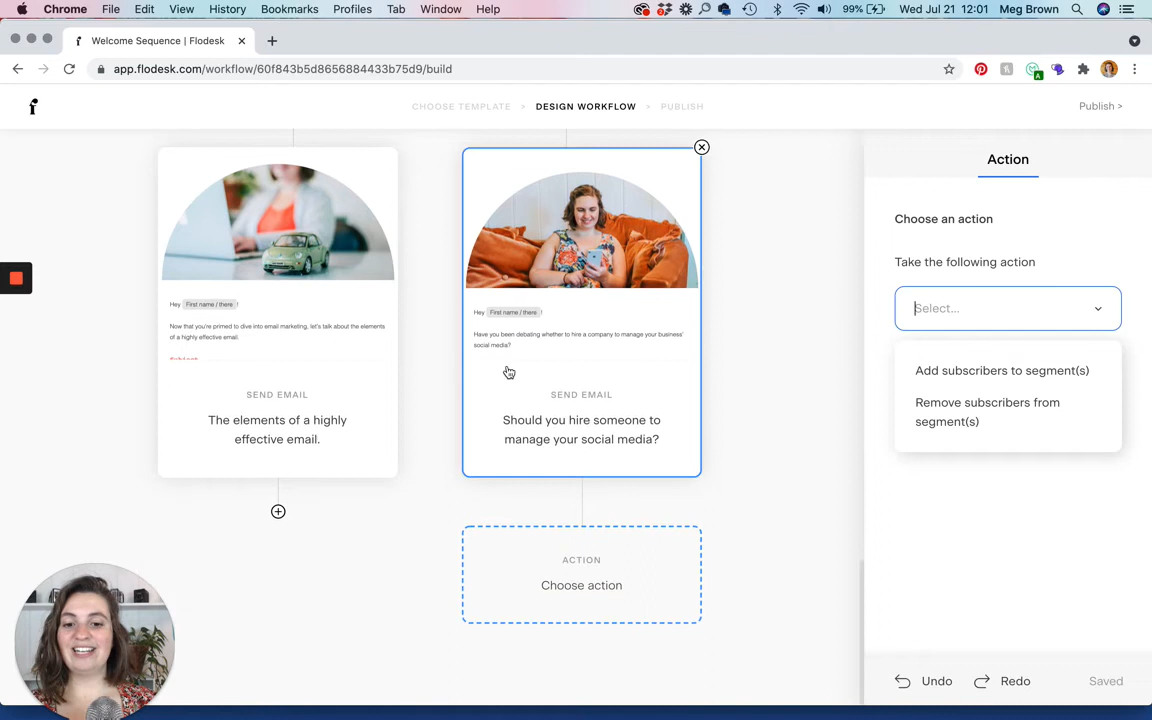 Chrome File Edit View History Bookmarks Profiles Tab Window Help 2 99% Wed Jul 21 12:01 Meg Brown
Welcome Sequence | Flodesk
app.flodesk.com/workflow/60f843b5d8656884433b75d9/build
CHOOSE TEMPLATE > DESIGN WORKFLOW > PUBLISH
Publish >
Hey First name / there !
Now that you're primed to dive into email marketing, let's talk about the elements
of a highly effective email.
Subject
SEND EMAIL
The elements of a highly
effective email.
Hey First name / there !
Have you been debating whether to hire a company to manage your business'
social media?
SEND EMAIL
Should you hire someone to
manage your social media?
ACTION
Choose action
Action
Choose an action
Take the following action
Select...
Add subscribers to segment(s)
Remove subscribers from
segment(s)
Undo Redo Saved